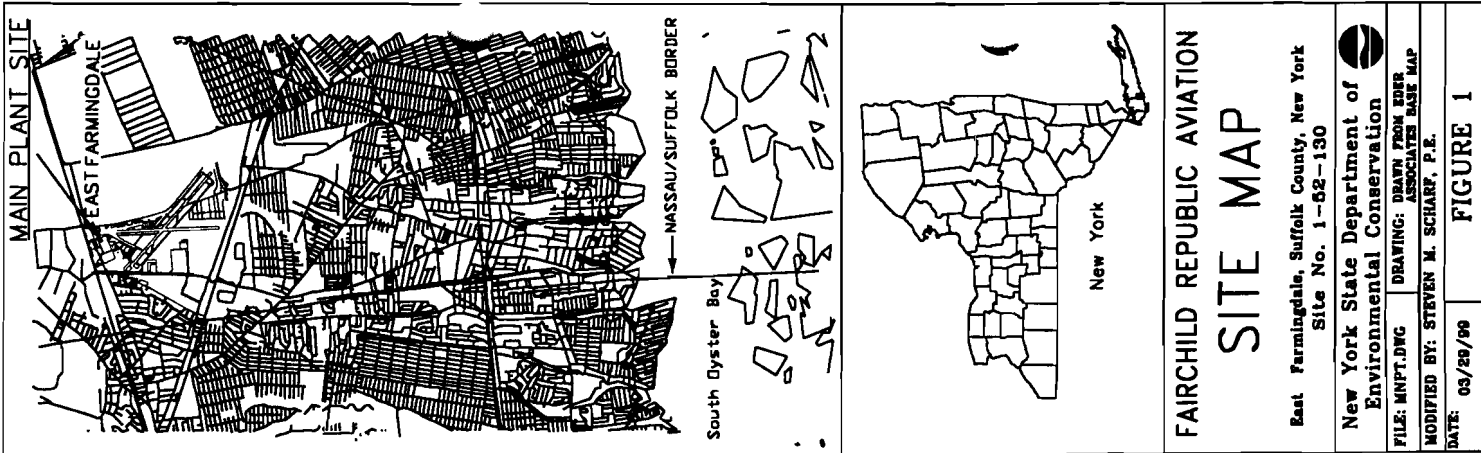 MAIN PLANT SITE
EAST FARMINGDALE
NASSAU/SUFFOLK BORDER
South Oyster Bay
New York
FAIRCHILD REPUBLIC AVIATION
SITE MAP
East Farmingdale, Suffolk County, New York
Site No. 1-52-130
New York State Department of
Environmental Conservation
FILE: MNPT.DWG
DRAWING: DRAWN FROM EDER
ASSOCIATES BASE MAP
MODIFIED BY: STEVEN M. SCHARF, P.E.
DATE: 03/29/99
FIGURE 1